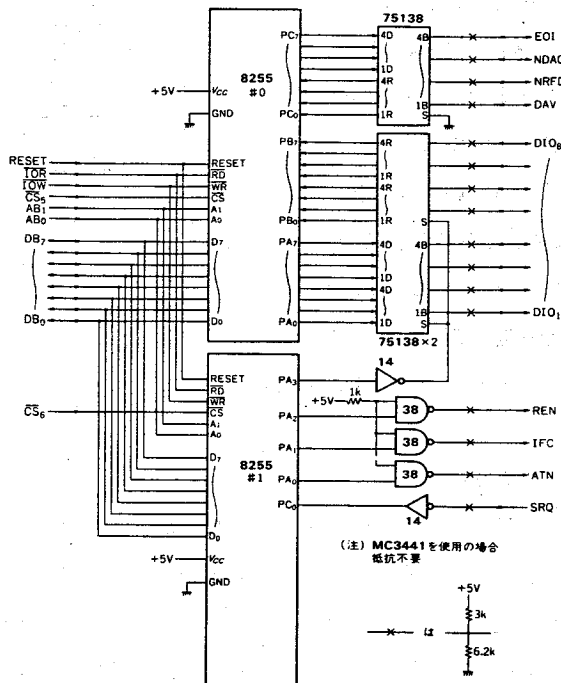 75138
EOI
NDAC
NRFD
DAV
4D
1D
4R
1R
4B
1B
S
8255
#0
PC7
PC0
PB7
PB0
PA7
PA0
+5V
VCC
GND
RESET
RESET
IOR
RD
IOW
WR
CS5
CS
AB1
A1
AB0
A0
DB7
D7
DB0
D0
4R
1R
4R
1R
4D
1D
4D
1D
S
4B
1B
S
DIO8
DIO1
75138×2
8255
#1
RESET
RD
WR
CS6
CS
A1
A0
D7
D0
+5V
VCC
GND
PA3
PA2
PA1
PA0
PC0
14
+5V
1k
38
REN
38
IFC
38
ATN
14
SRQ
(注) MC3441を使用の場合
抵抗不要
は
+5V
3k
6.2k